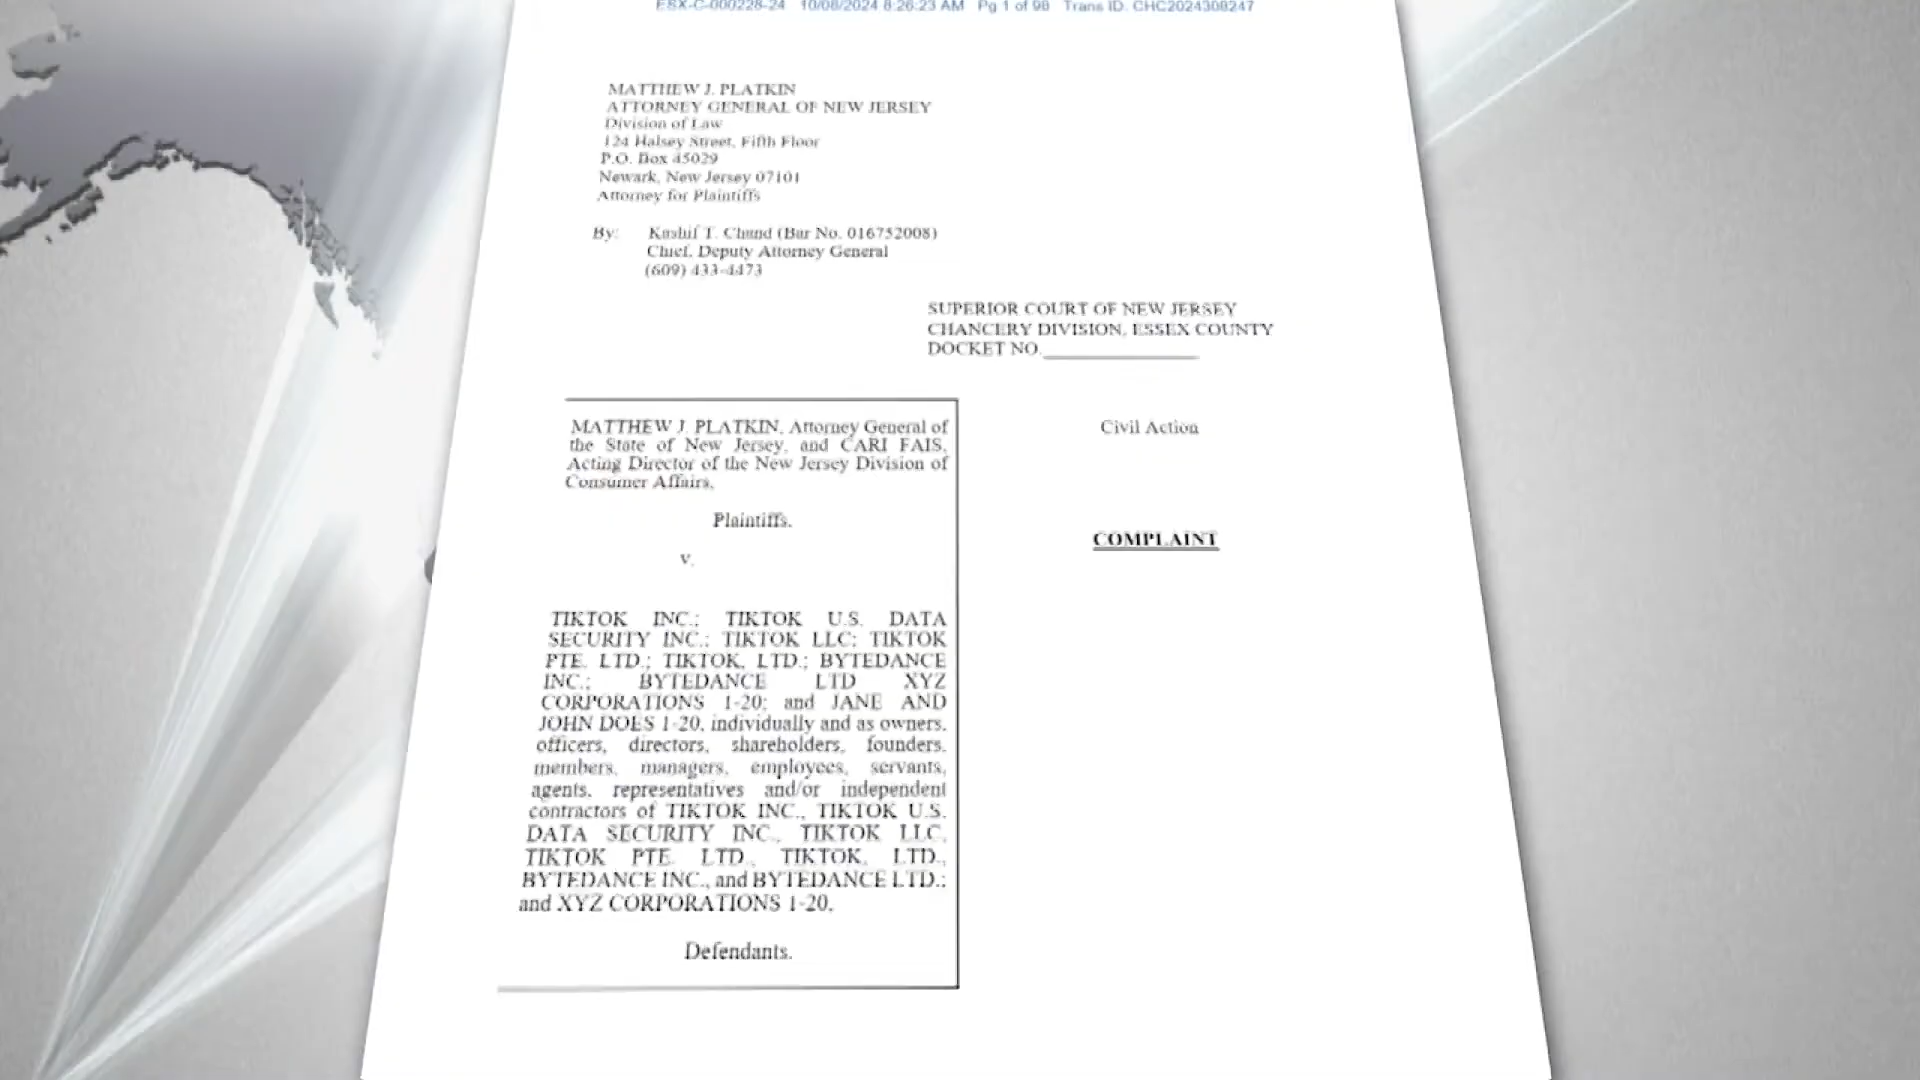 ESX-C-000228-24 10/08/2024 8:26:23 AM Pg 1 of 98 Trans ID: CHC2024308247
MATTHEW J. PLATKIN
ATTORNEY GENERAL OF NEW JERSEY
Division of Law
124 Halsey Street, Fifth Floor
P.O. Box 45029
Newark, New Jersey 07101
Attorney for Plaintiffs
By: Kashif T. Chand (Bar No. 016752008)
Chief, Deputy Attorney General
(609) 433-4473
SUPERIOR COURT OF NEW JERSEY
CHANCERY DIVISION, ESSEX COUNTY
DOCKET NO.
MATTHEW J. PLATKIN, Attorney General of
the State of New Jersey, and CARI FAIS,
Acting Director of the New Jersey Division of
Consumer Affairs,
Plaintiffs,
v.
TIKTOK INC.; TIKTOK U.S. DATA
SECURITY INC.; TIKTOK LLC; TIKTOK
PTE. LTD.; TIKTOK, LTD.; BYTEDANCE
INC.; BYTEDANCE LTD XYZ
CORPORATIONS 1-20; and JANE AND
JOHN DOES 1-20, individually and as owners,
officers, directors, shareholders, founders,
members, managers, employees, servants,
agents, representatives and/or independent
contractors of TIKTOK INC., TIKTOK U.S.
DATA SECURITY INC., TIKTOK LLC,
TIKTOK PTE. LTD., TIKTOK, LTD.,
BYTEDANCE INC., and BYTEDANCE LTD.;
and XYZ CORPORATIONS 1-20,
Defendants.
Civil Action
COMPLAINT